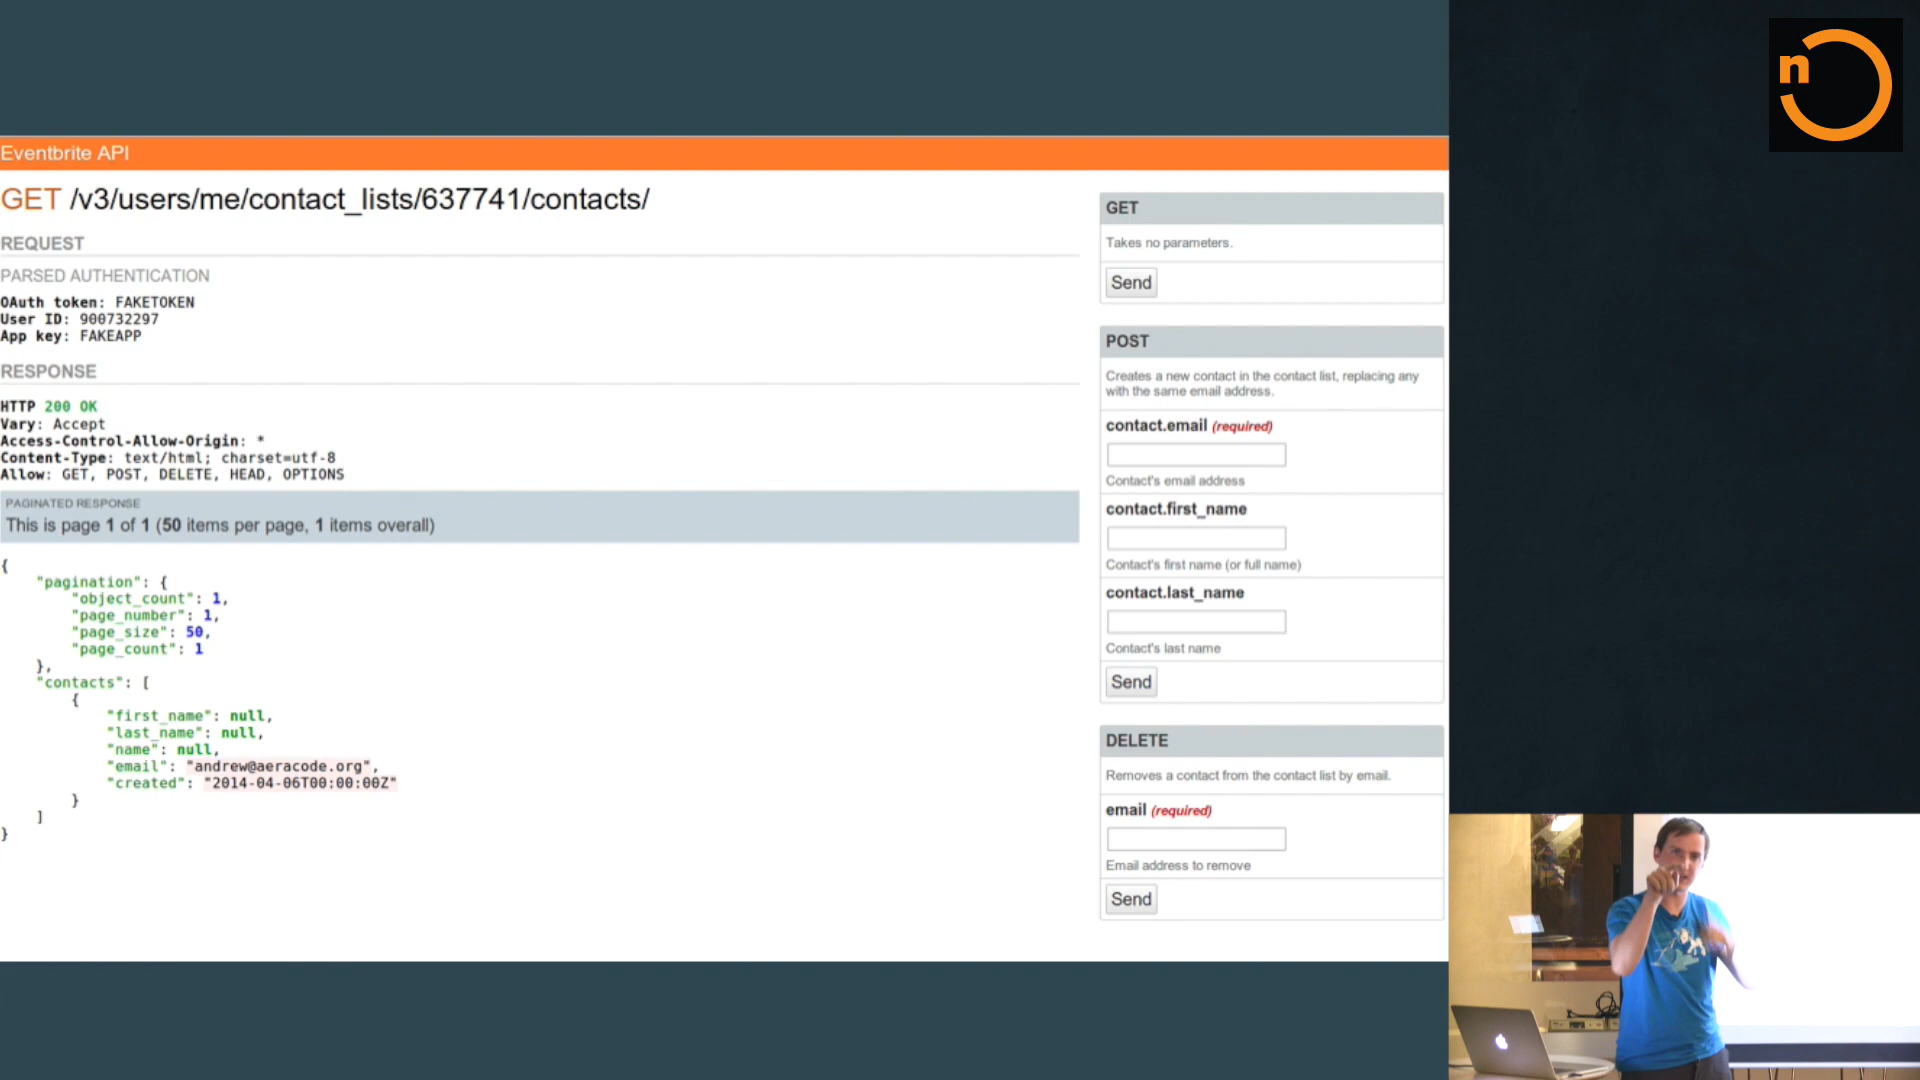 n
Eventbrite API
GET /v3/users/me/contact_lists/637741/contacts/
REQUEST
PARSED AUTHENTICATION
OAuth token: FAKETOKEN
User ID: 900732297
App key: FAKEAPP
RESPONSE
HTTP 200 OK
Vary: Accept
Access-Control-Allow-Origin: *
Content-Type: text/html; charset=utf-8
Allow: GET, POST, DELETE, HEAD, OPTIONS
PAGINATED RESPONSE
This is page 1 of 1 (50 items per page, 1 items overall)
{
    "pagination": {
        "object_count": 1,
        "page_number": 1,
        "page_size": 50,
        "page_count": 1
    },
    "contacts": [
        {
            "first_name": null,
            "last_name": null,
            "name": null,
            "email": "andrew@aeracode.org",
            "created": "2014-04-06T00:00:00Z"
        }
    ]
}
GET
Takes no parameters.
Send
POST
Creates a new contact in the contact list, replacing any
with the same email address.
contact.email (required)
Contact's email address
contact.first_name
Contact's first name (or full name)
contact.last_name
Contact's last name
Send
DELETE
Removes a contact from the contact list by email.
email (required)
Email address to remove
Send